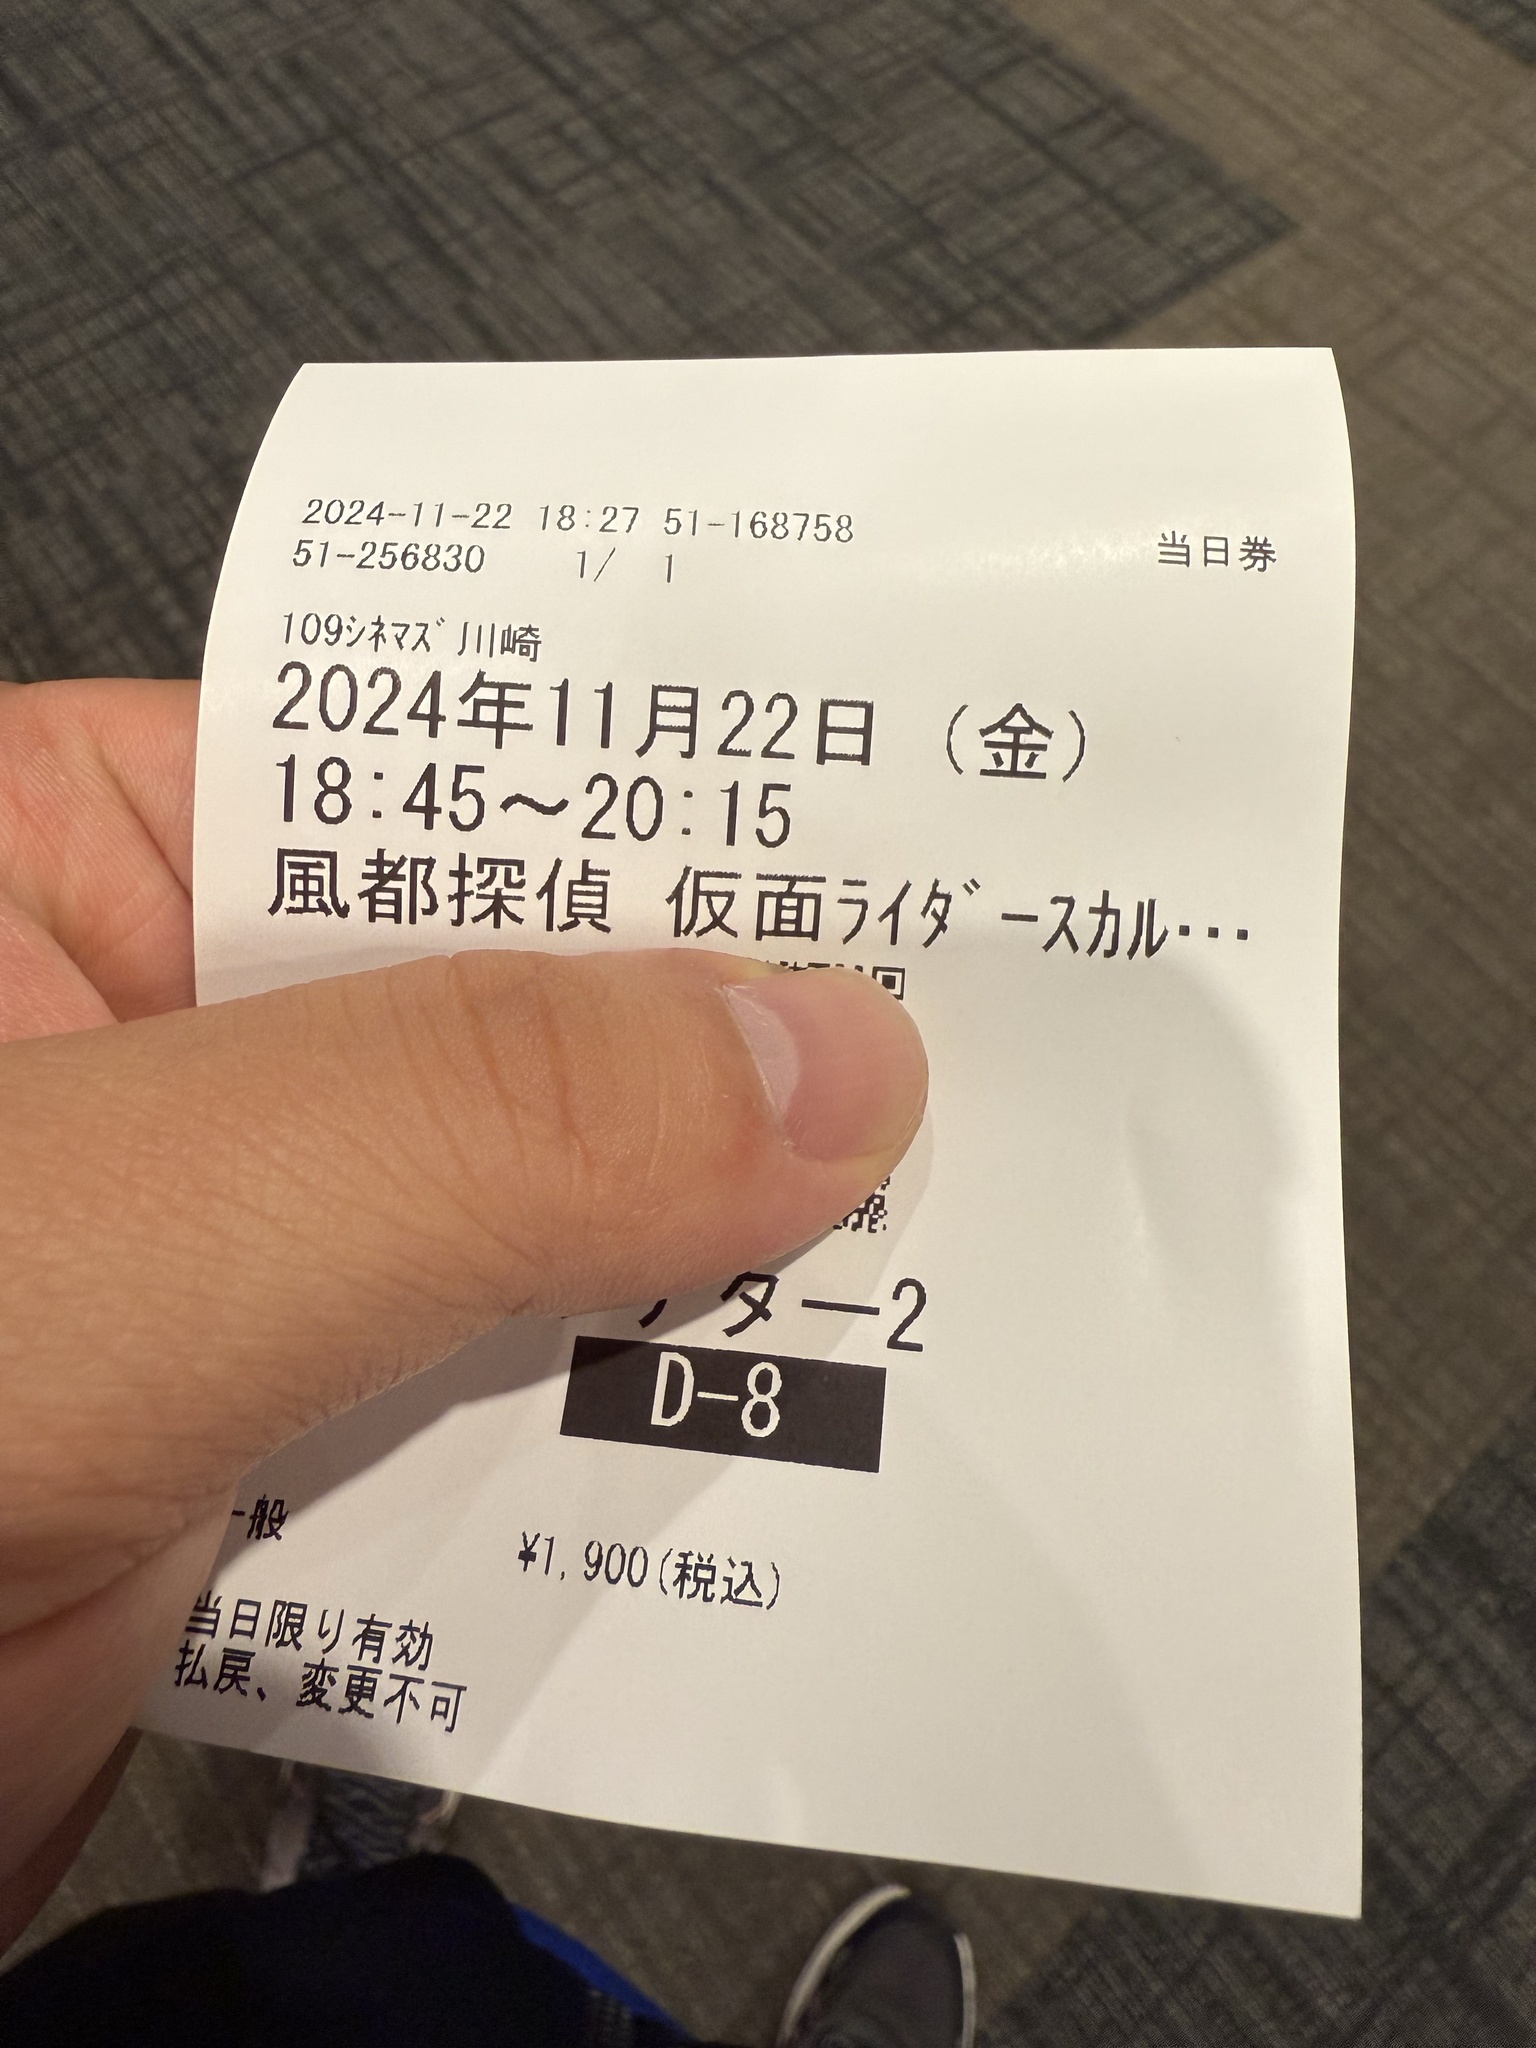 2024-11-22 18:27 51-168758
51-256830 1/ 1
当日券
109ｼﾈﾏｽﾞ川崎
2024年11月22日（金）
18:45～20:15
風都探偵 仮面ﾗｲﾀﾞｰｽｶﾙ･･･
ター2
D-8
一般 ¥1,900(税込)
当日限り有効
払戻、変更不可